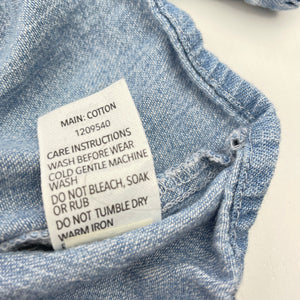 MAIN: COTTON
1209540
CARE INSTRUCTIONS
WASH BEFORE WEAR
COLD GENTLE MACHINE
WASH
DO NOT BLEACH, SOAK
OR RUB
DO NOT TUMBLE DRY
WARM IRON